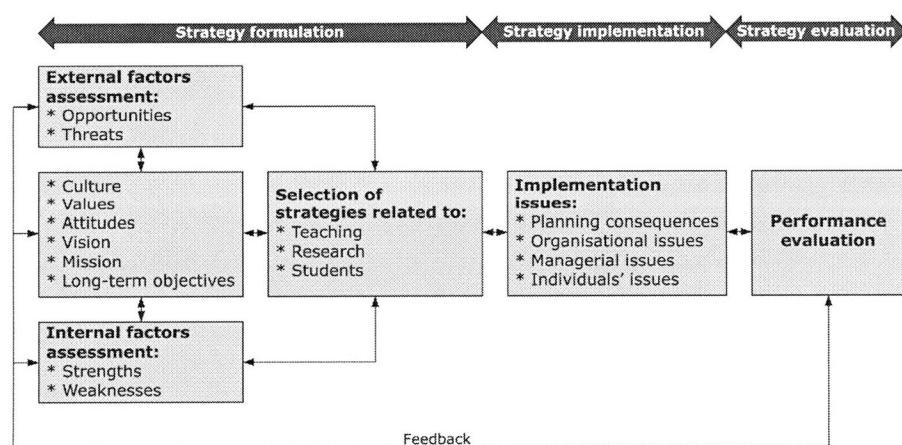 Strategy formulation
Strategy implementation
Strategy evaluation
External factors
assessment:
* Opportunities
* Threats
* Culture
* Values
* Attitudes
* Vision
* Mission
* Long-term objectives
Internal factors
assessment:
* Strengths
* Weaknesses
Selection of
strategies related to:
* Teaching
* Research
* Students
Implementation
issues:
* Planning consequences
* Organisational issues
* Managerial issues
* Individuals' issues
Performance
evaluation
Feedback